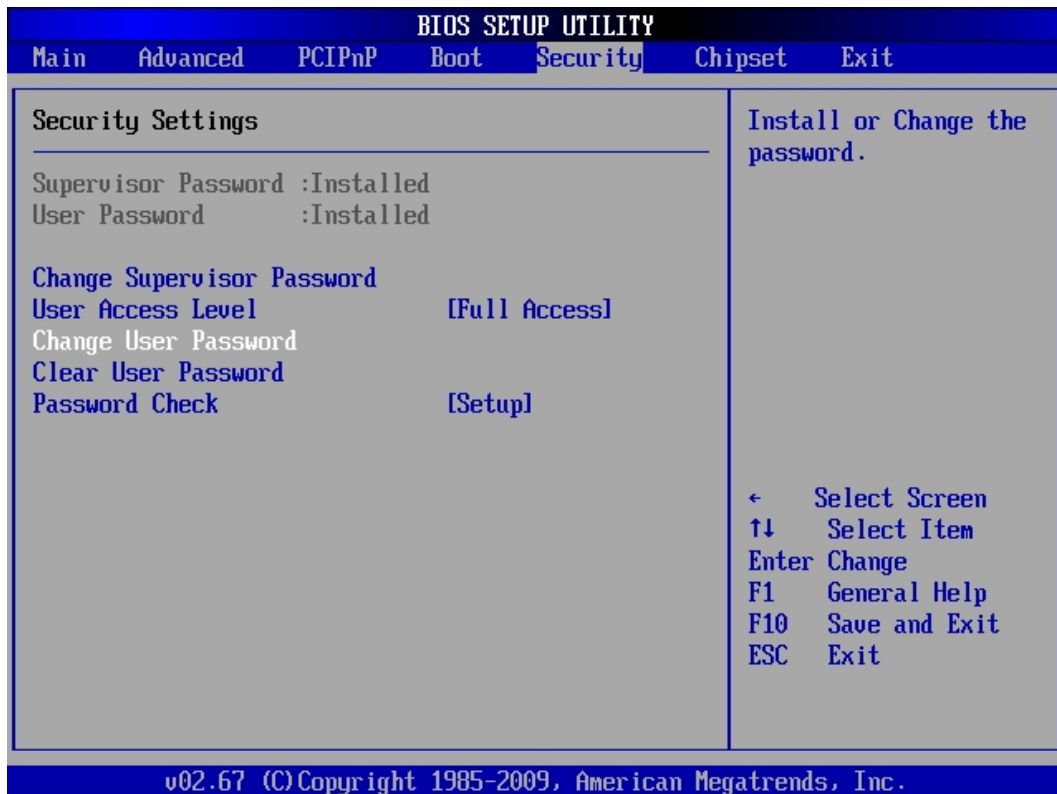 BIOS SETUP UTILITY
Main Advanced PCIPnP Boot Security Chipset Exit
Security Settings
Supervisor Password :Installed
User Password :Installed
Change Supervisor Password
User Access Level [Full Access]
Change User Password
Clear User Password
Password Check [Setup]
Install or Change the
password.
← Select Screen
↑↓ Select Item
Enter Change
F1 General Help
F10 Save and Exit
ESC Exit
v02.67 (C)Copyright 1985-2009, American Megatrends, Inc.